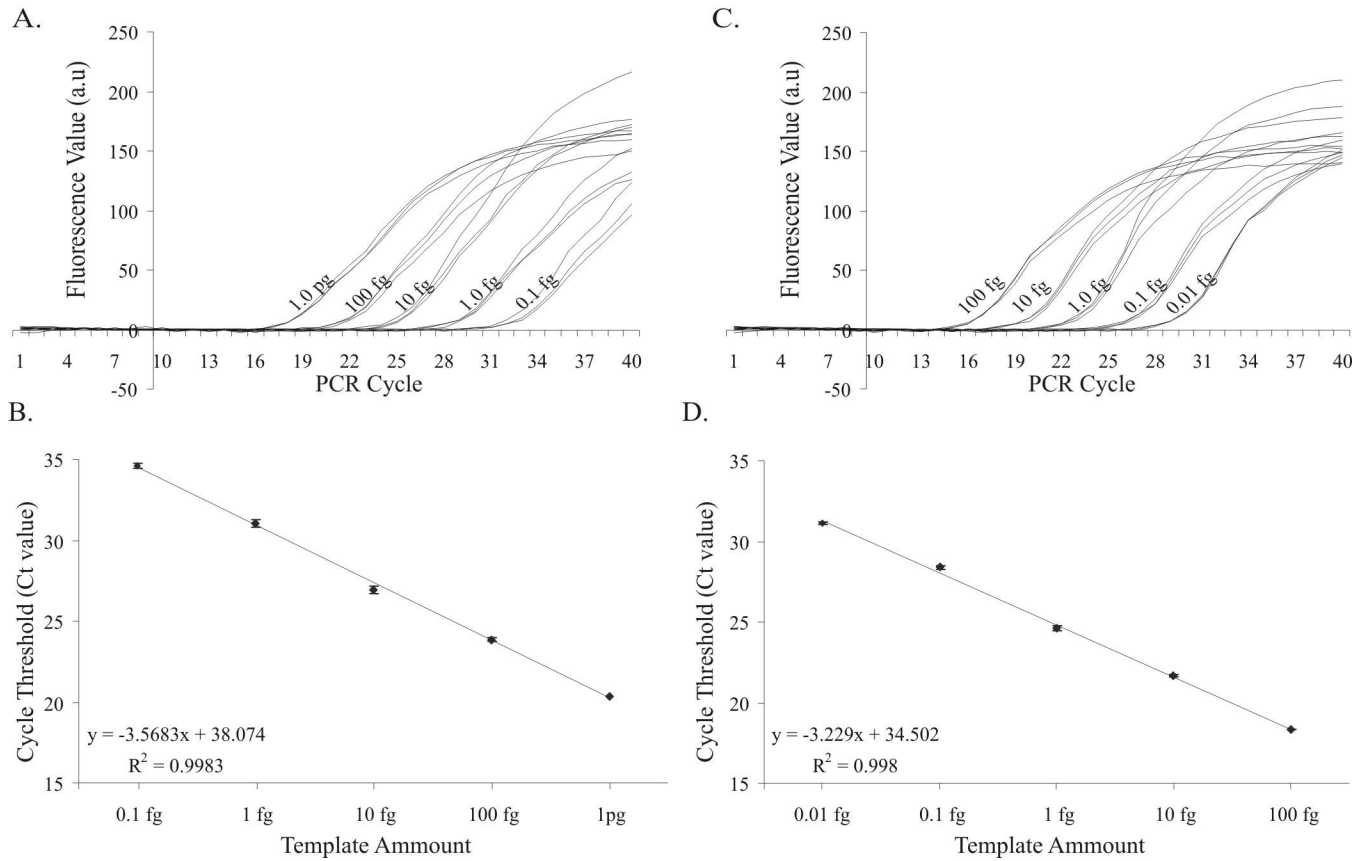 A.
250
200
150
100
50
0
-50
Fluorescence Value (a.u)
1.0 pg
100 fg
10 fg
1.0 fg
0.1 fg
1 4 7 10 13 16 19 22 25 28 31 34 37 40
PCR Cycle
C.
250
200
150
100
50
0
-50
Fluorescence Value (a.u)
100 fg
10 fg
1.0 fg
0.1 fg
0.01 fg
1 4 7 10 13 16 19 22 25 28 31 34 37 40
PCR Cycle
B.
35
30
25
20
15
Cycle Threshold (Ct value)
y = -3.5683x + 38.074
R² = 0.9983
0.1 fg 1 fg 10 fg 100 fg 1pg
Template Ammount
D.
35
30
25
20
15
Cycle Threshold (Ct value)
y = -3.229x + 34.502
R² = 0.998
0.01 fg 0.1 fg 1 fg 10 fg 100 fg
Template Ammount